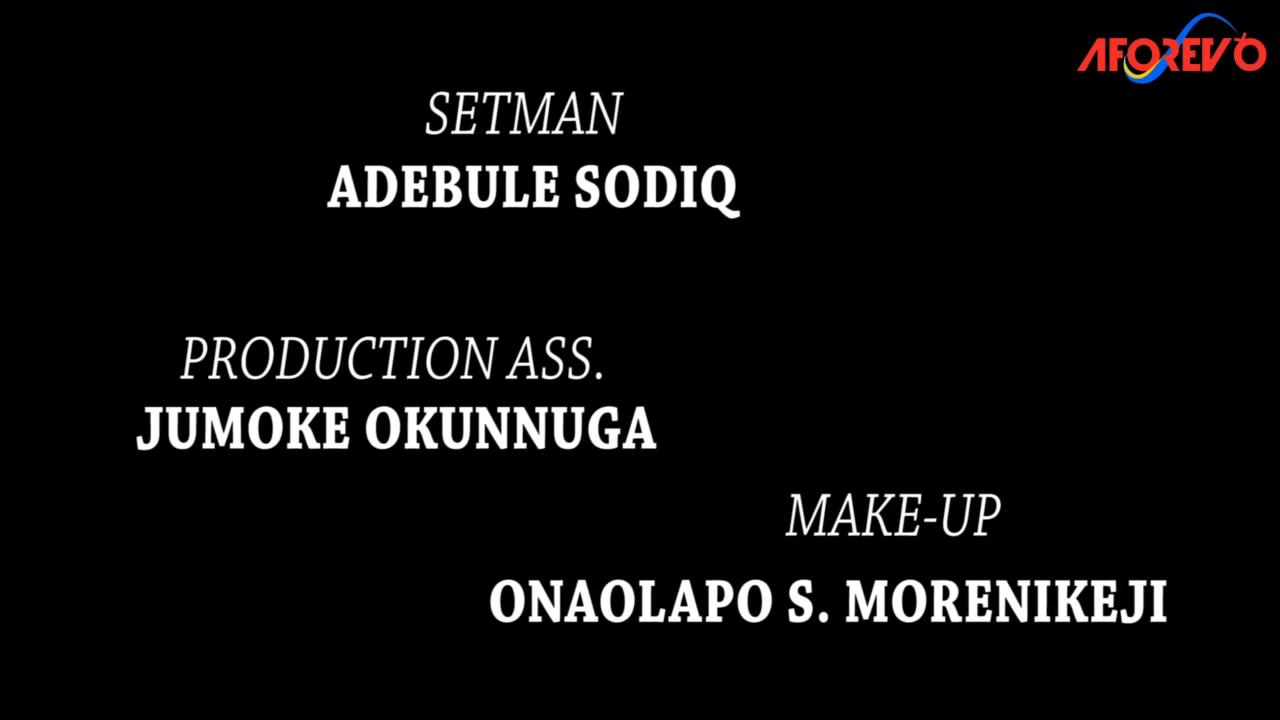 AFOREVO
SETMAN
ADEBULE SODIQ
PRODUCTION ASS.
JUMOKE OKUNNUGA
MAKE-UP
ONAOLAPO S. MORENIKEJI